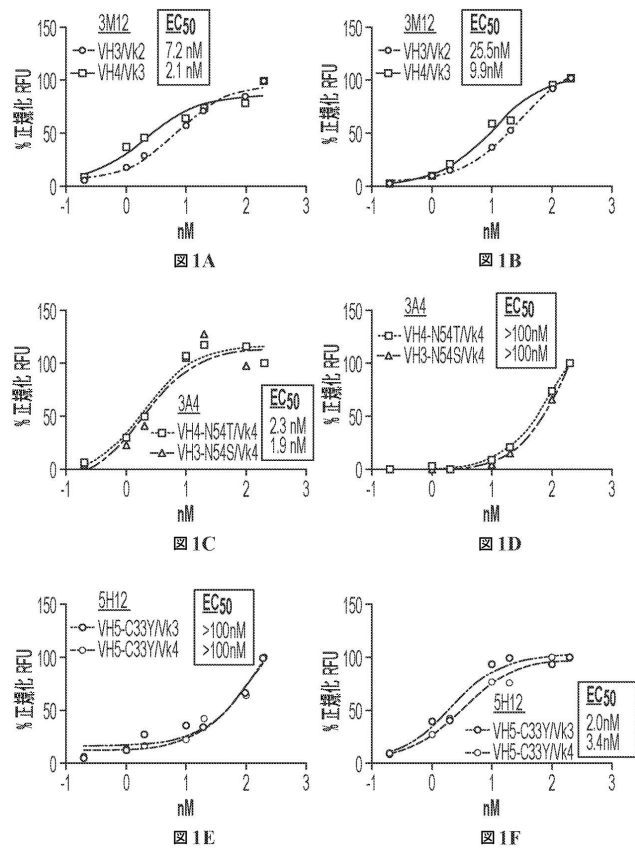 3M12
VH3/Vk2
VH4/Vk3
EC50
7.2 nM
2.1 nM
% 正規化 RFU
150
100
50
0
-1
0
1
2
3
nM
図 1A
3M12
VH3/Vk2
VH4/Vk3
EC50
25.5nM
9.9nM
% 正規化 RFU
150
100
50
0
-1
0
1
2
3
nM
図 1B
% 正規化 RFU
150
100
50
0
3A4
VH4-N54T/Vk4
VH3-N54S/Vk4
EC50
2.3 nM
1.9 nM
-1
0
1
2
3
nM
図 1C
3A4
VH4-N54T/Vk4
VH3-N54S/Vk4
EC50
>100nM
>100nM
% 正規化 RFU
150
100
50
0
-1
0
1
2
3
nM
図 1D
5H12
VH5-C33Y/Vk3
VH5-C33Y/Vk4
EC50
>100nM
>100nM
% 正規化 RFU
150
100
50
0
-1
0
1
2
3
nM
図 1E
% 正規化 RFU
150
100
50
0
5H12
VH5-C33Y/Vk3
VH5-C33Y/Vk4
EC50
2.0nM
3.4nM
-1
0
1
2
3
nM
図 1F